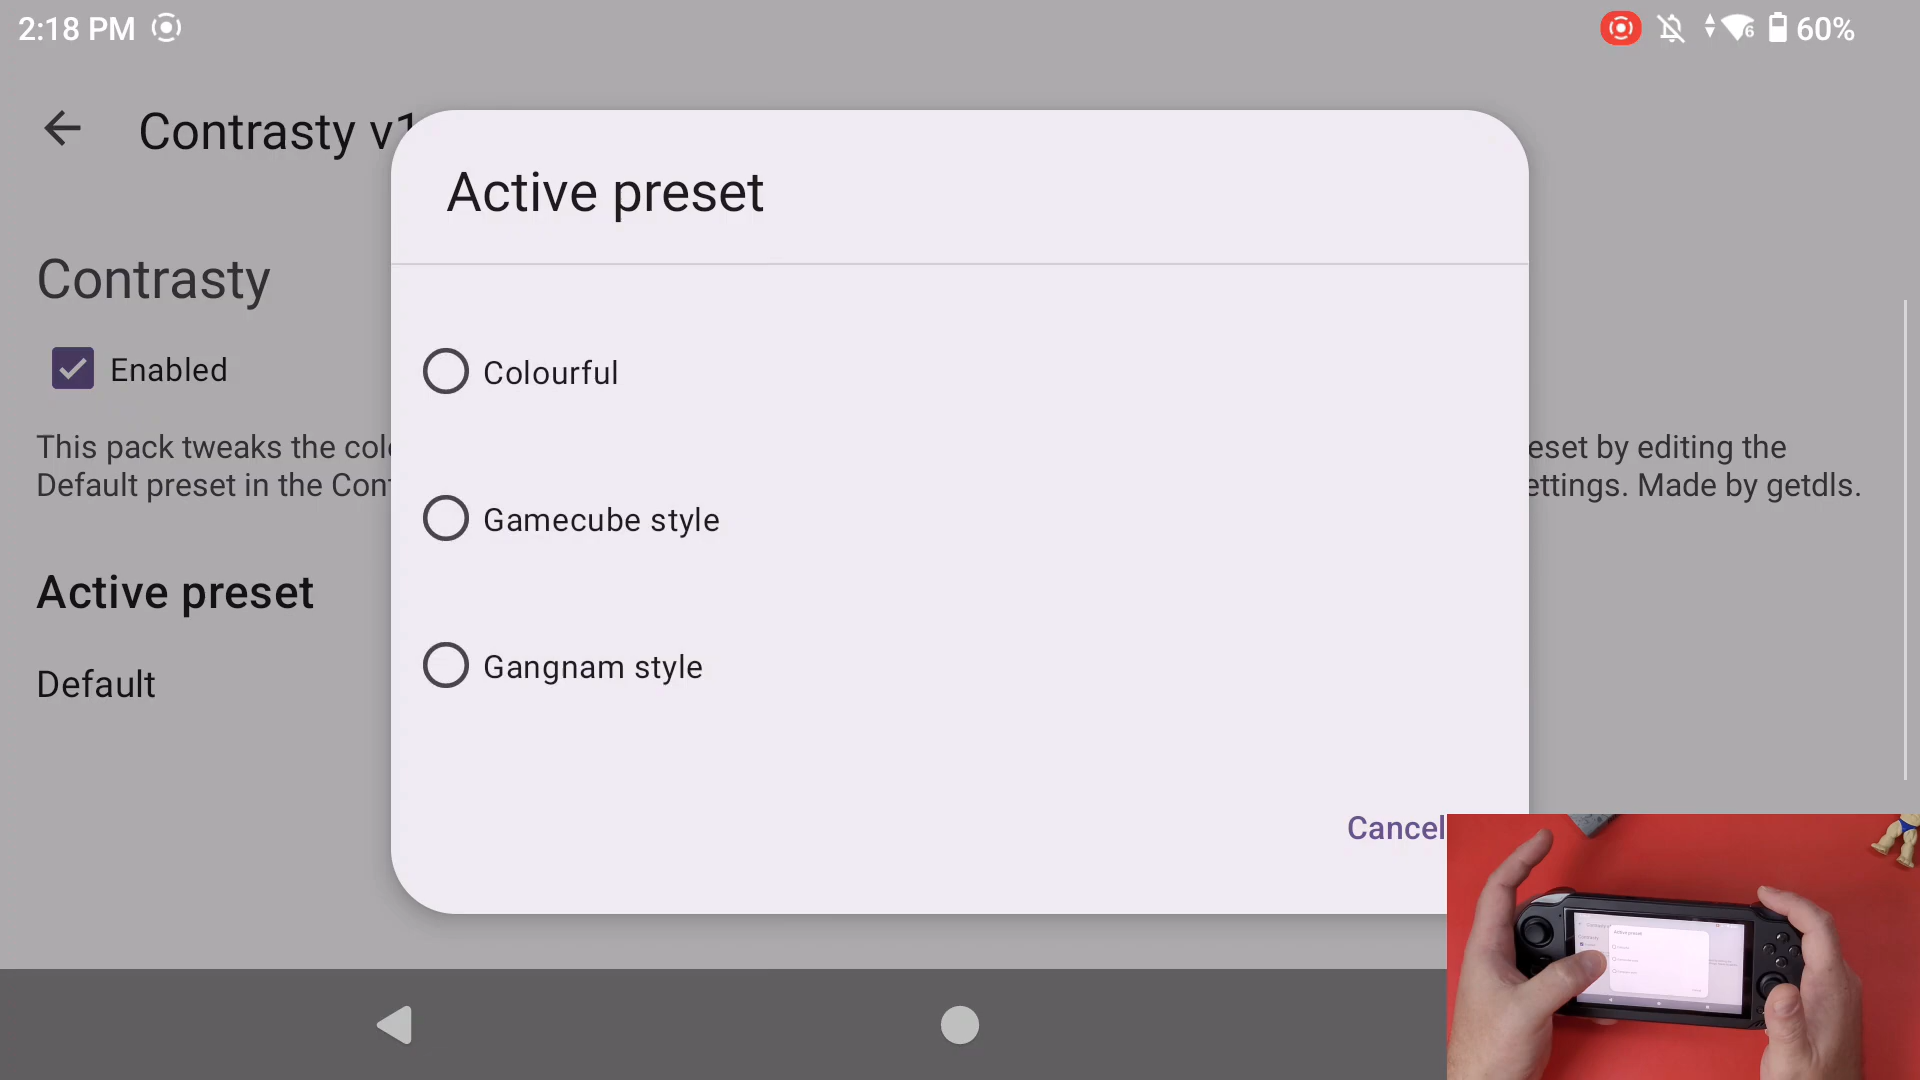 2:18 PM
6 60%
Contrasty v1
Active preset
Contrasty
Enabled
Colourful
This pack tweaks the col
eset by editing the
Default preset in the Con
ettings. Made by getdls.
Gamecube style
Active preset
Gangnam style
Default
Cancel